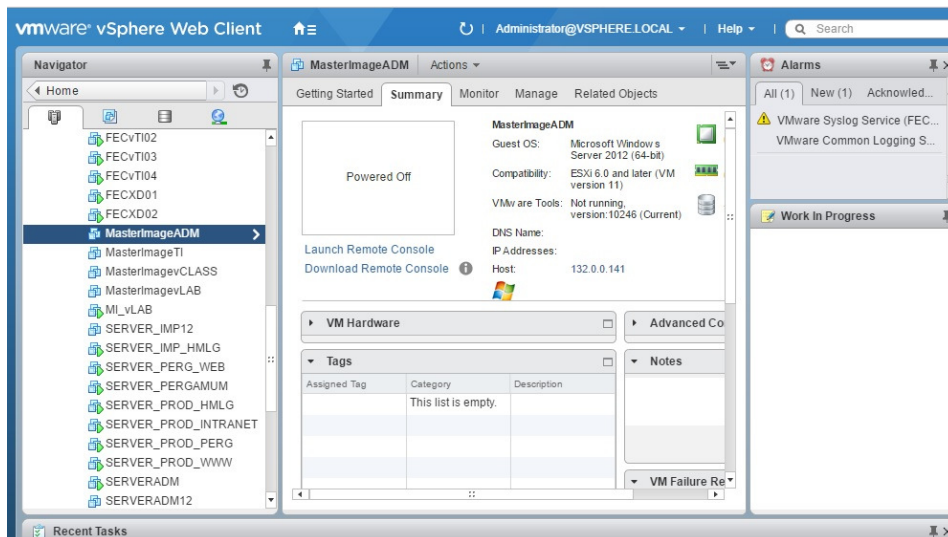 vmware® vSphere Web Client
Administrator@VSPHERE.LOCAL
Help
Search
Navigator
Home
FECvTI02
FECvTI03
FECvTI04
FECXD01
FECXD02
MasterImageADM
MasterImageTI
MasterImagevCLASS
MasterImagevLAB
MI_vLAB
SERVER_IMP12
SERVER_IMP_HMLG
SERVER_PERG_WEB
SERVER_PERGAMUM
SERVER_PROD_HMLG
SERVER_PROD_INTRANET
SERVER_PROD_PERG
SERVER_PROD_WWW
SERVERADM
SERVERADM12
MasterImageADM Actions
Getting Started Summary Monitor Manage Related Objects
Powered Off
Launch Remote Console
Download Remote Console
MasterImageADM
Guest OS: Microsoft Windows
Server 2012 (64-bit)
Compatibility: ESXi 6.0 and later (VM
version 11)
VMware Tools: Not running,
version:10246 (Current)
DNS Name:
IP Addresses:
Host: 132.0.0.141
VM Hardware
Advanced Co
Tags
Assigned Tag Category Description
This list is empty.
Notes
VM Failure Re
Alarms
All (1) New (1) Acknowled...
VMware Syslog Service (FEC...
VMware Common Logging S...
Work In Progress
Recent Tasks